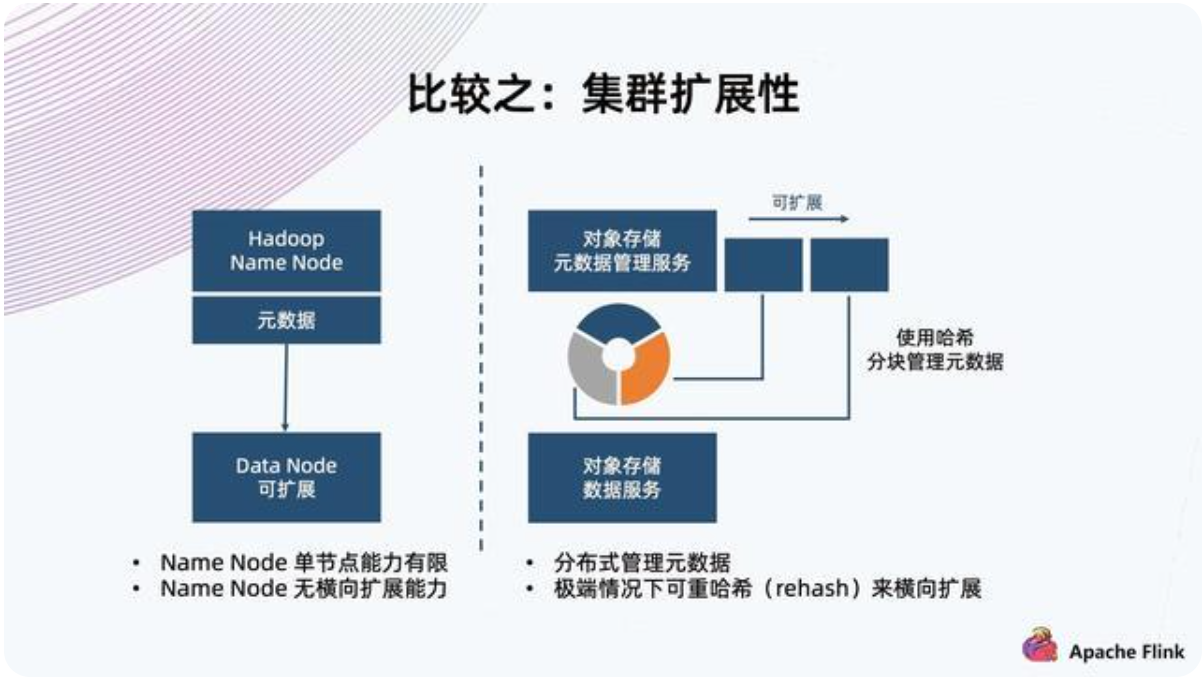 比较之：集群扩展性
Hadoop
Name Node
元数据
Data Node
可扩展
• Name Node 单节点能力有限
• Name Node 无横向扩展能力
可扩展
对象存储
元数据管理服务
使用哈希
分块管理元数据
对象存储
数据服务
• 分布式管理元数据
• 极端情况下可重哈希（rehash）来横向扩展
Apache Flink